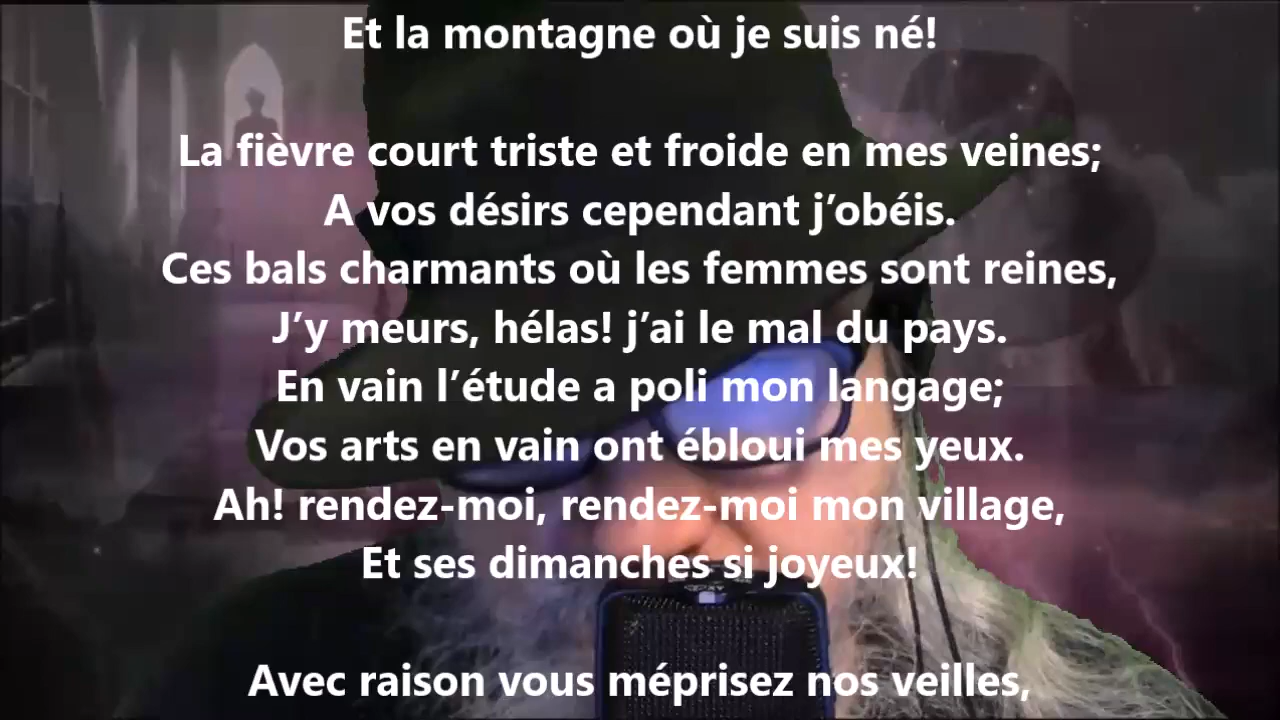 Et la montagne où je suis né!
La fièvre court triste et froide en mes veines;
A vos désirs cependant j’obéis.
Ces bals charmants où les femmes sont reines,
J’y meurs, hélas! j’ai le mal du pays.
En vain l’étude a poli mon langage;
Vos arts en vain ont ébloui mes yeux.
Ah! rendez-moi, rendez-moi mon village,
Et ses dimanches si joyeux!
Avec raison vous méprisez nos veilles,